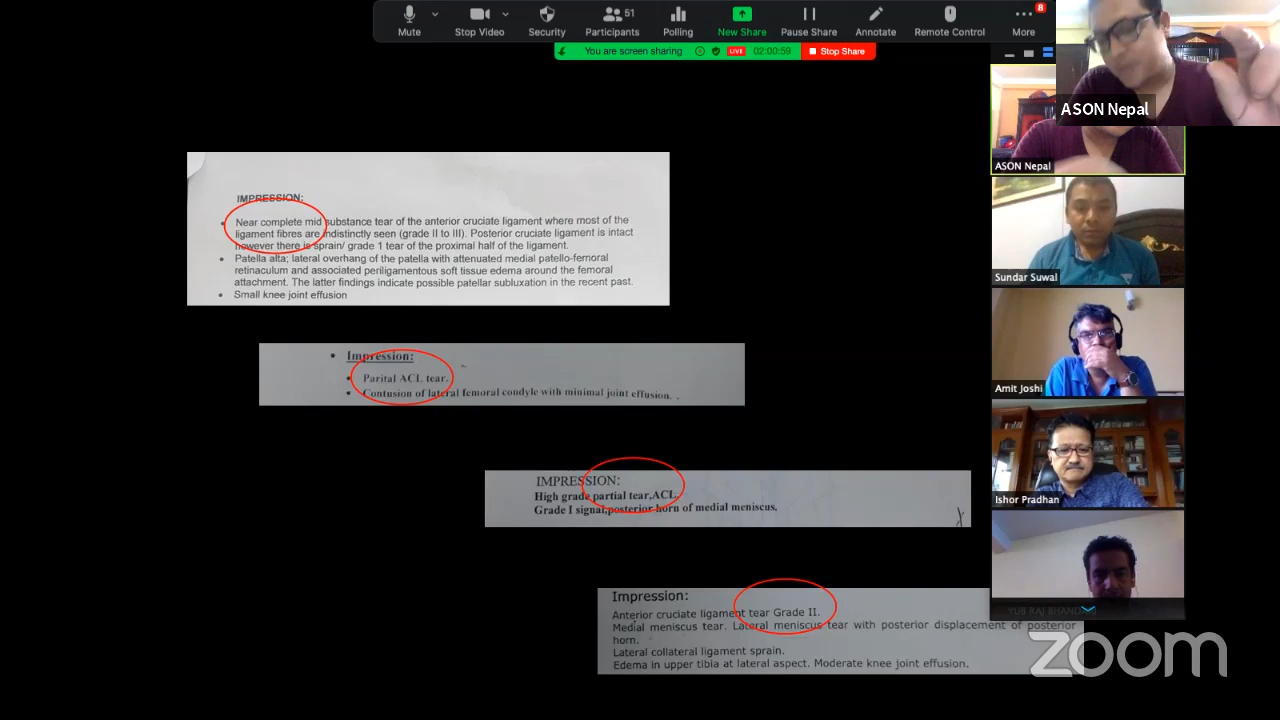 Mute
Stop Video
Security
Participants
51
Polling
New Share
Pause Share
Annotate
Remote Control
More
8
You are screen sharing
LIVE
02:00:59
Stop Share
ASON Nepal
ASON Nepal
Sundar Suwal
Amit Joshi
Ishor Pradhan
YUB RAJ BHANDARI
IMPRESSION:
Near complete mid substance tear of the anterior cruciate ligament where most of the
ligament fibres are indistinctly seen (grade II to III). Posterior cruciate ligament is intact
however there is sprain/ grade 1 tear of the proximal half of the ligament.
Patella alta; lateral overhang of the patella with attenuated medial patello-femoral
retinaculum and associated periligamentous soft tissue edema around the femoral
attachment. The latter findings indicate possible patellar subluxation in the recent past.
Small knee joint effusion
Impression:
Parital ACL tear.
Contusion of lateral femoral condyle with minimal joint effusion.
IMPRESSION:
High grade partial tear,ACL.
Grade I signal,posterior horn of medial meniscus.
Impression:
Anterior cruciate ligament tear Grade II.
Medial meniscus tear. Lateral meniscus tear with posterior displacement of posterior
horn.
Lateral collateral ligament sprain.
Edema in upper tibia at lateral aspect. Moderate knee joint effusion.
zoom